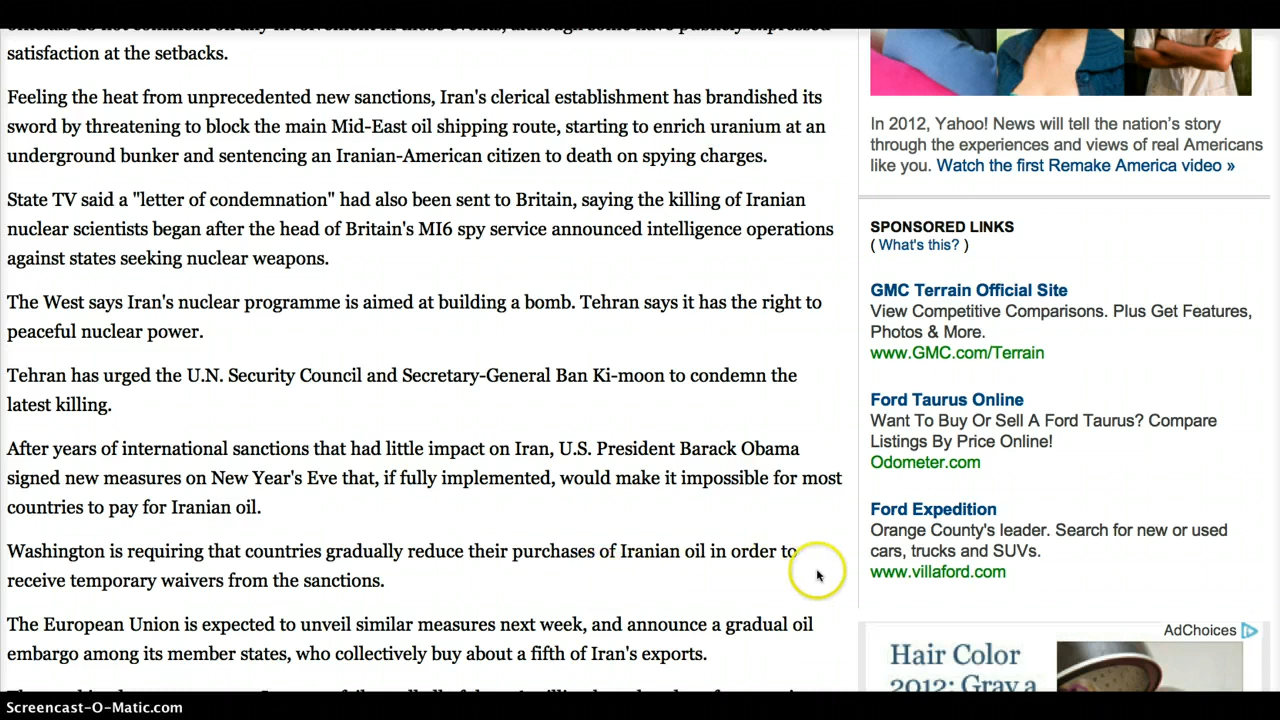 satisfaction at the setbacks.
Feeling the heat from unprecedented new sanctions, Iran's clerical establishment has brandished its
sword by threatening to block the main Mid-East oil shipping route, starting to enrich uranium at an
underground bunker and sentencing an Iranian-American citizen to death on spying charges.
State TV said a "letter of condemnation" had also been sent to Britain, saying the killing of Iranian
nuclear scientists began after the head of Britain's MI6 spy service announced intelligence operations
against states seeking nuclear weapons.
The West says Iran's nuclear programme is aimed at building a bomb. Tehran says it has the right to
peaceful nuclear power.
Tehran has urged the U.N. Security Council and Secretary-General Ban Ki-moon to condemn the
latest killing.
After years of international sanctions that had little impact on Iran, U.S. President Barack Obama
signed new measures on New Year's Eve that, if fully implemented, would make it impossible for most
countries to pay for Iranian oil.
Washington is requiring that countries gradually reduce their purchases of Iranian oil in order to
receive temporary waivers from the sanctions.
The European Union is expected to unveil similar measures next week, and announce a gradual oil
embargo among its member states, who collectively buy about a fifth of Iran's exports.
In 2012, Yahoo! News will tell the nation's story
through the experiences and views of real Americans
like you. Watch the first Remake America video »
SPONSORED LINKS
( What's this? )
GMC Terrain Official Site
View Competitive Comparisons. Plus Get Features,
Photos & More.
www.GMC.com/Terrain
Ford Taurus Online
Want To Buy Or Sell A Ford Taurus? Compare
Listings By Price Online!
Odometer.com
Ford Expedition
Orange County's leader. Search for new or used
cars, trucks and SUVs.
www.villaford.com
AdChoices
Hair Color
2012: Gray a
Screencast-O-Matic.com